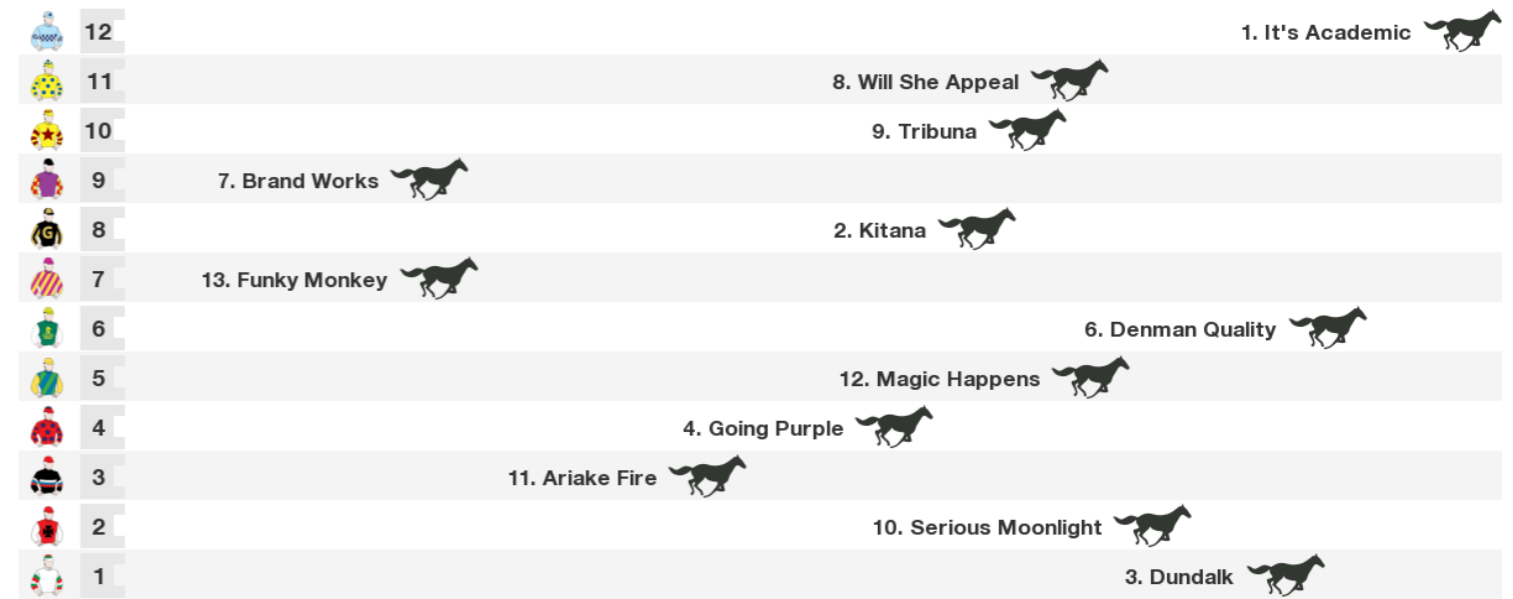 12 1. It's Academic
11 8. Will She Appeal
10 9. Tribuna
9 7. Brand Works
8 G 2. Kitana
7 13. Funky Monkey
6 6. Denman Quality
5 12. Magic Happens
4 4. Going Purple
3 11. Ariake Fire
2 10. Serious Moonlight
1 3. Dundalk